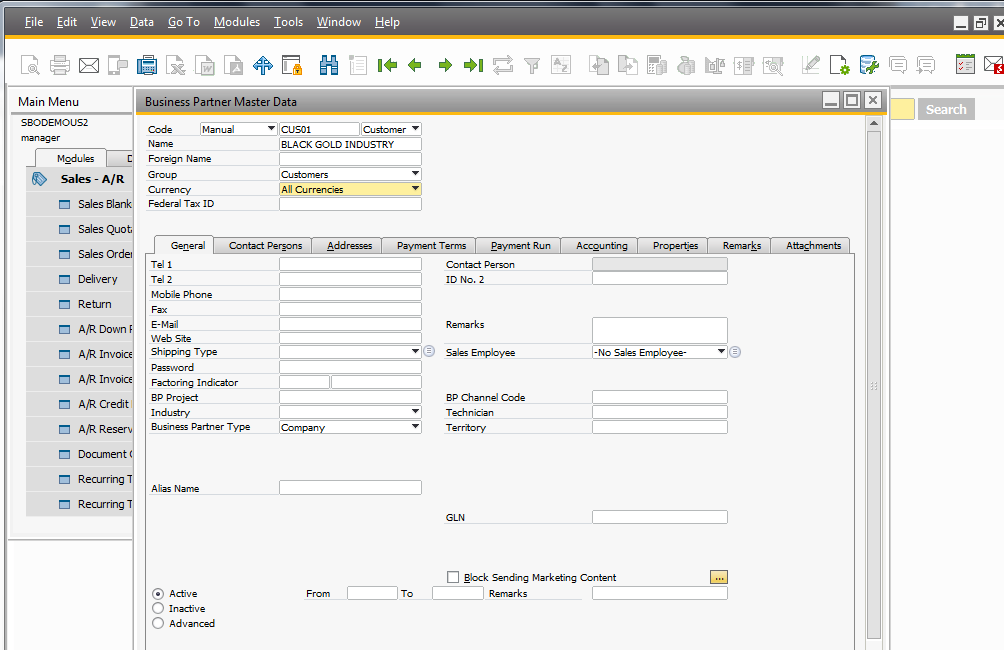 File Edit View Data Go To Modules Tools Window Help
Main Menu
Business Partner Master Data
Search
SBODEMOUS2
manager
Modules
Sales - A/R
Sales Blank
Sales Quot
Sales Orde
Delivery
Return
A/R Down
A/R Invoice
A/R Invoice
A/R Credit
A/R Reserv
Document
Recurring T
Recurring T
Code Manual CUS01 Customer
Name BLACK GOLD INDUSTRY
Foreign Name
Group Customers
Currency All Currencies
Federal Tax ID
General Contact Persons Addresses Payment Terms Payment Run Accounting Properties Remarks Attachments
Tel 1 Contact Person
Tel 2 ID No. 2
Mobile Phone
Fax
E-Mail Remarks
Web Site
Shipping Type Sales Employee -No Sales Employee-
Password
Factoring Indicator
BP Project BP Channel Code
Industry Technician
Business Partner Type Company Territory
Alias Name
GLN
Block Sending Marketing Content ...
Active From To Remarks
Inactive
Advanced